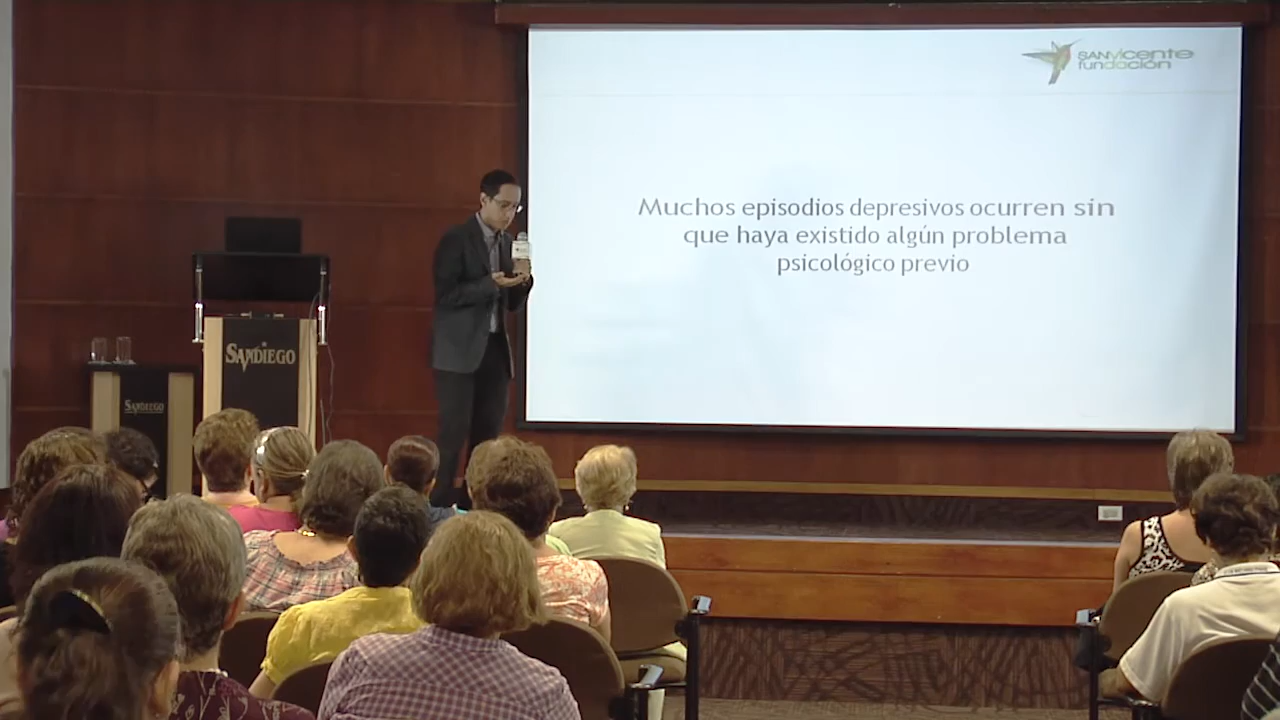 SANVicente
fundación
Muchos episodios depresivos ocurren sin
que haya existido algún problema
psicológico previo
SANDIEGO
SANDIEGO